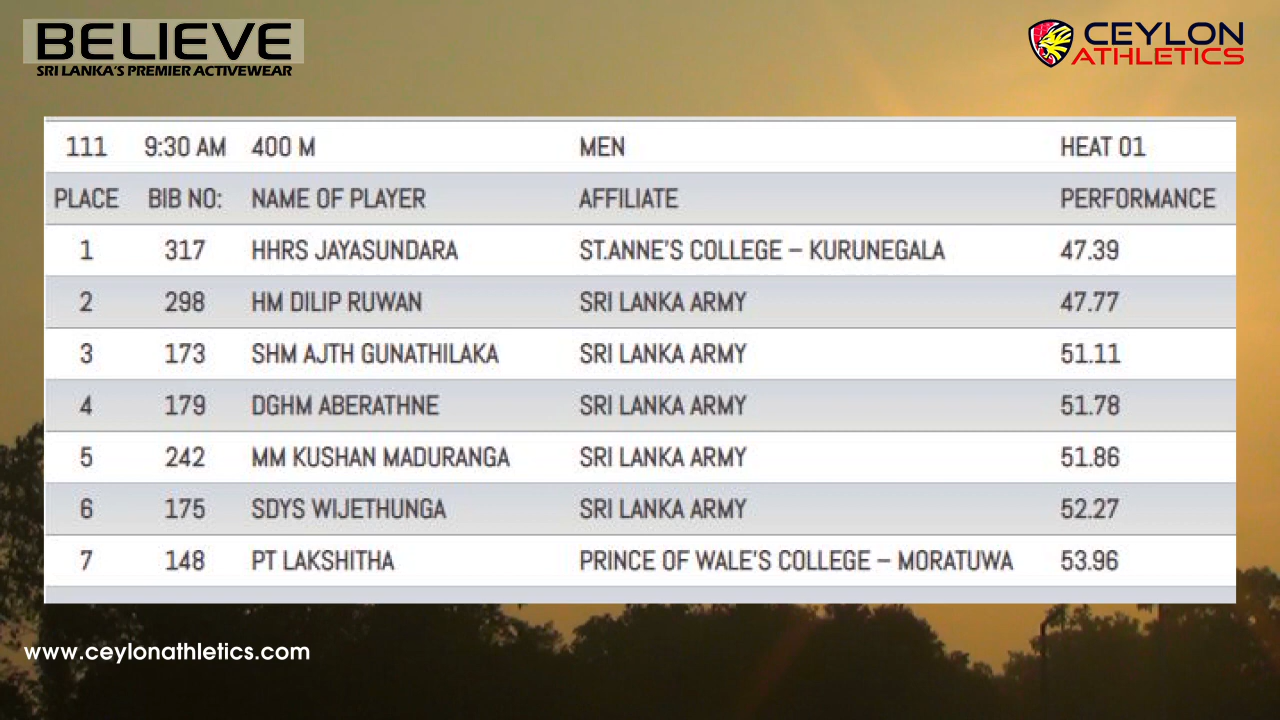 BELIEVE
SRI LANKA'S PREMIER ACTIVEWEAR
CEYLON
ATHLETICS
111 9:30 AM 400 M MEN HEAT 01
PLACE BIB NO: NAME OF PLAYER AFFILIATE PERFORMANCE
1 317 HHRS JAYASUNDARA ST.ANNE'S COLLEGE – KURUNEGALA 47.39
2 298 HM DILIP RUWAN SRI LANKA ARMY 47.77
3 173 SHM AJTH GUNATHILAKA SRI LANKA ARMY 51.11
4 179 DGHM ABERATHNE SRI LANKA ARMY 51.78
5 242 MM KUSHAN MADURANGA SRI LANKA ARMY 51.86
6 175 SDYS WIJETHUNGA SRI LANKA ARMY 52.27
7 148 PT LAKSHITHA PRINCE OF WALE'S COLLEGE – MORATUWA 53.96
www.ceylonathletics.com